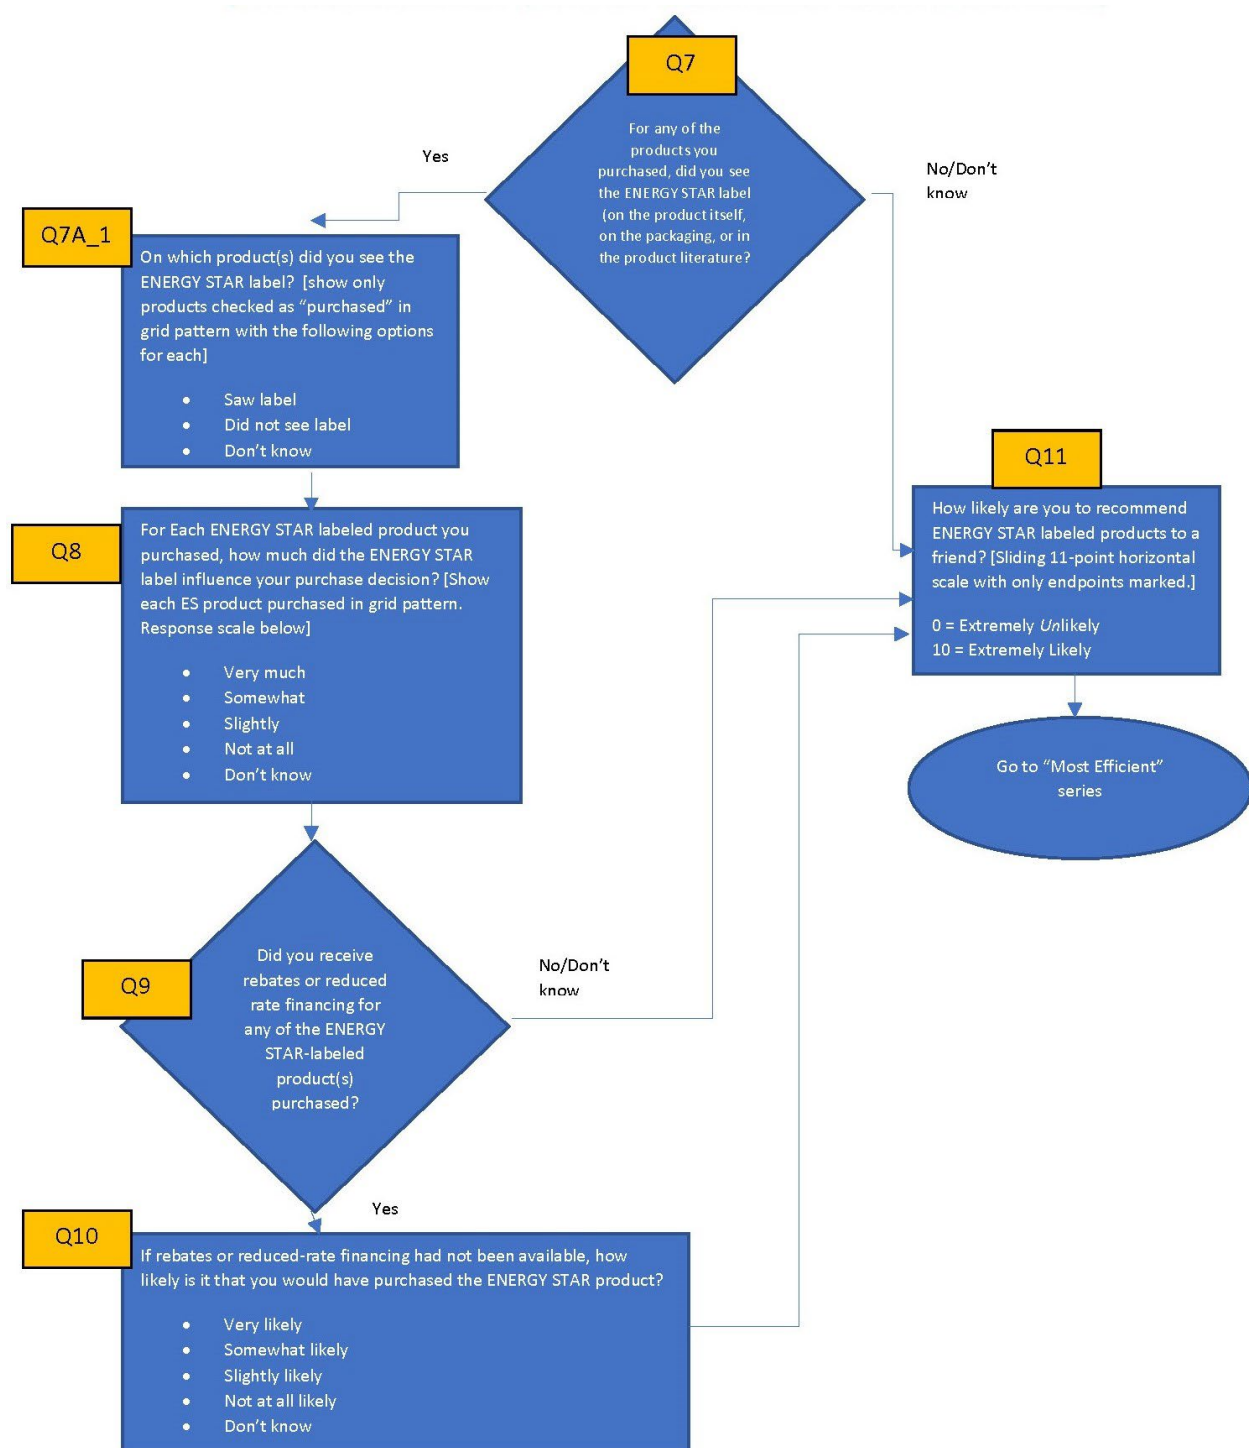 Q7
For any of the
products you
purchased, did you see
the ENERGY STAR label
(on the product itself,
on the packaging, or in
the product literature?
Yes
No/Don’t
know
Q7A_1
On which product(s) did you see the
ENERGY STAR label?  [show only
products checked as “purchased” in
grid pattern with the following options
for each]
• Saw label
• Did not see label
• Don’t know
Q8
For Each ENERGY STAR labeled product you
purchased, how much did the ENERGY STAR
label influence your purchase decision? [Show
each ES product purchased in grid pattern.
Response scale below]
• Very much
• Somewhat
• Slightly
• Not at all
• Don’t know
Q9
Did you receive
rebates or reduced
rate financing for
any of the ENERGY
STAR-labeled
product(s)
purchased?
No/Don’t
know
Yes
Q10
If rebates or reduced-rate financing had not been available, how
likely is it that you would have purchased the ENERGY STAR product?
• Very likely
• Somewhat likely
• Slightly likely
• Not at all likely
• Don’t know
Q11
How likely are you to recommend
ENERGY STAR labeled products to a
friend? [Sliding 11-point horizontal
scale with only endpoints marked.]
0 = Extremely Unlikely
10 = Extremely Likely
Go to “Most Efficient”
series